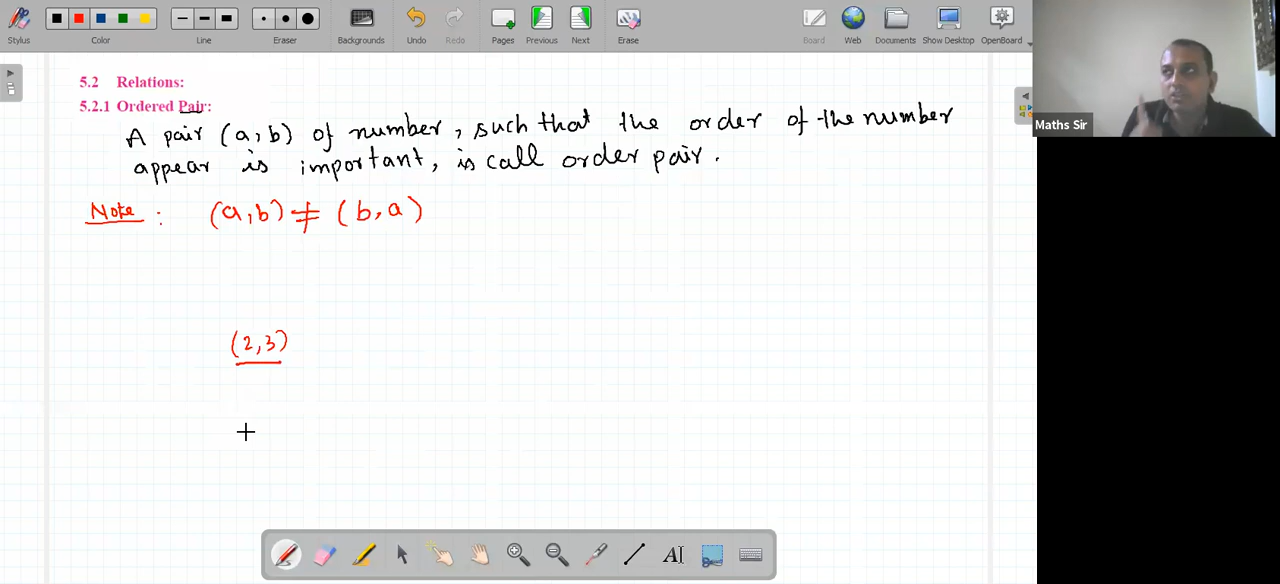 Stylus
Color
Line
Eraser
Backgrounds
Undo
Redo
Pages
Previous
Next
Erase
Board
Web
Documents
Show Desktop
OpenBoard
5.2 Relations:
5.2.1 Ordered Pair:
A pair (a,b) of number, such that the order of the number
appear is important, is call order pair.
Note : (a,b) ≠ (b,a)
(2,3)
Maths Sir
AI